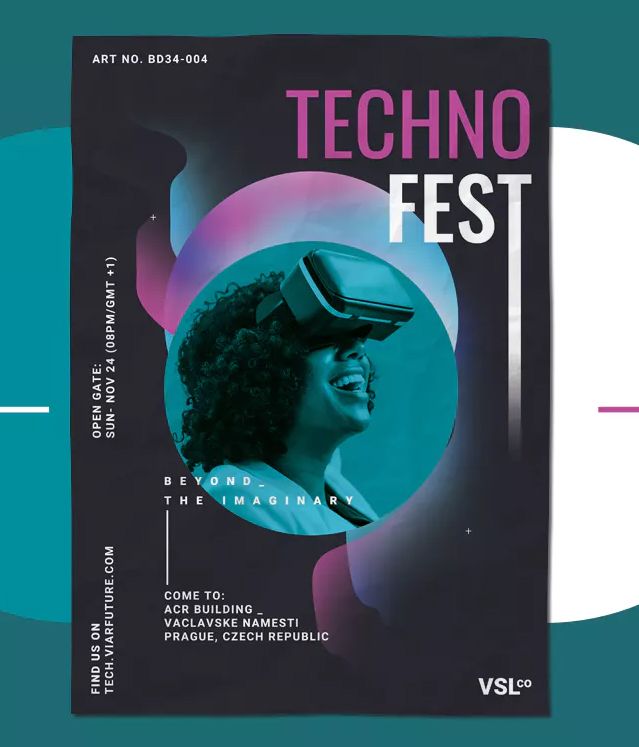 ART NO. BD34-004
TECHNO
FEST
OPEN GATE:
SUN- NOV 24 (08PM/GMT +1)
BEYOND_
THE IMAGINARY
COME TO:
ACR BUILDING _
VACLAVSKE NAMESTI
PRAGUE, CZECH REPUBLIC
FIND US ON
TECH.VIARFUTURE.COM
VSLco